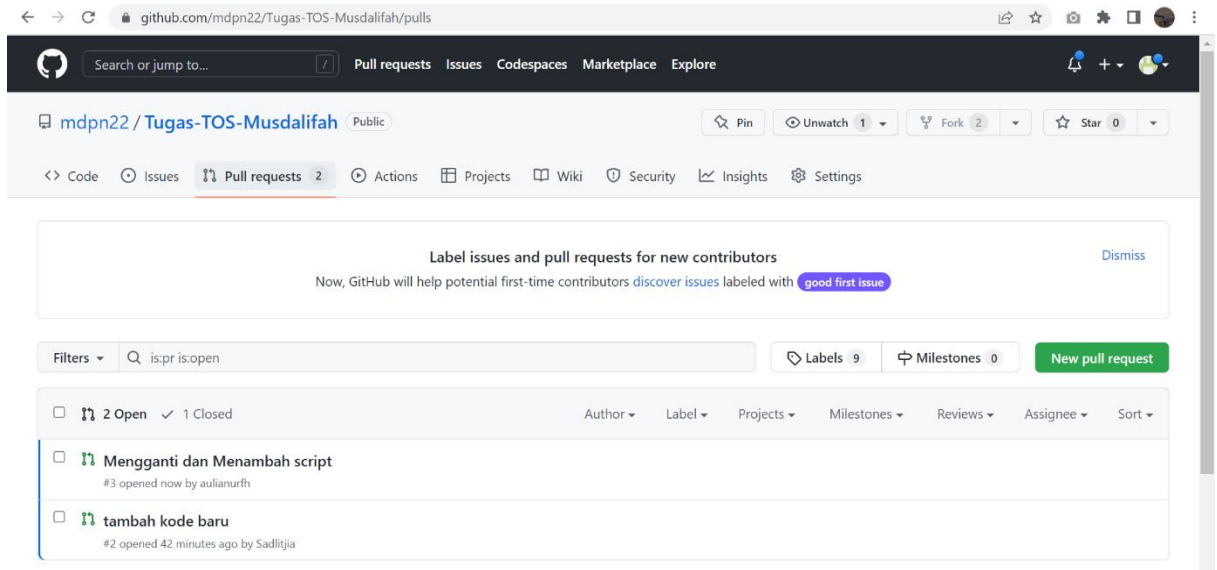 github.com/mdpn22/Tugas-TOS-Musdalifah/pulls
Search or jump to... / Pull requests Issues Codespaces Marketplace Explore
mdpn22 / Tugas-TOS-Musdalifah Public Pin Unwatch 1 Fork 2 Star 0
<> Code Issues Pull requests 2 Actions Projects Wiki Security Insights Settings
Label issues and pull requests for new contributors Dismiss
Now, GitHub will help potential first-time contributors discover issues labeled with good first issue
Filters is:pr is:open Labels 9 Milestones 0 New pull request
2 Open 1 Closed Author Label Projects Milestones Reviews Assignee Sort
Mengganti dan Menambah script
#3 opened now by aulianurfh
tambah kode baru
#2 opened 42 minutes ago by Sadlitjia